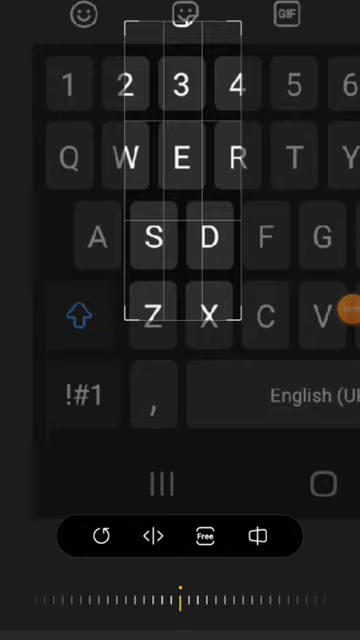 GIF
1 2 3 4 5 6
Q W E R T Y
A S D F G
Z X C V
!#1 , English (U
Free